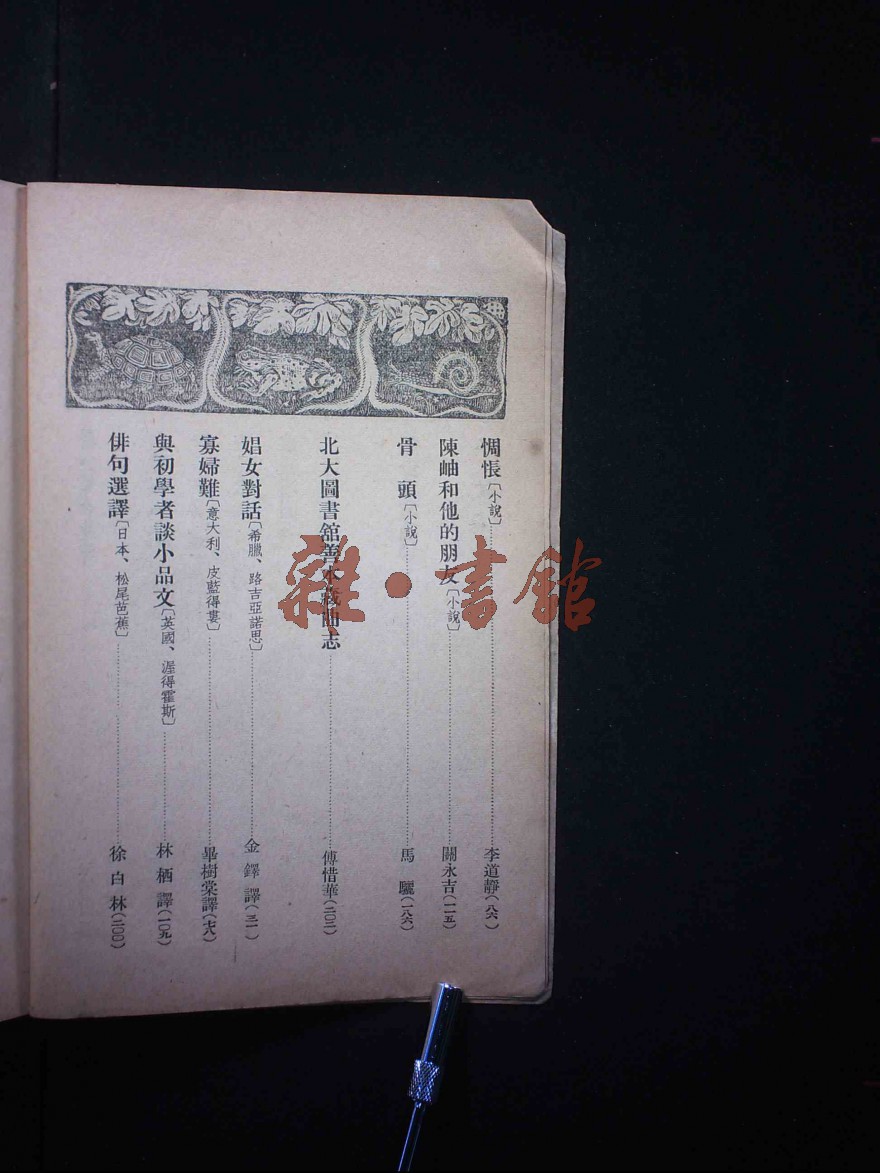 惆悵〔小說〕……李道靜(八六)
陳岫和他的朋友〔小說〕……關永吉(一一五)
骨頭〔小說〕……馬驪(一八六)
北大圖書館善本藏曲志……傅惜華(二〇二)
娼女對話〔希臘、路吉亞諾思〕……金鐸譯(三一)
寡婦難〔意大利、皮藍得婁〕……畢樹棠譯(七八)
與初學者談小品文〔英國、渥得霍斯〕……林栖譯(一〇九)
俳句選譯〔日本、松尾芭蕉〕……徐白林(二〇〇)
雜·書館